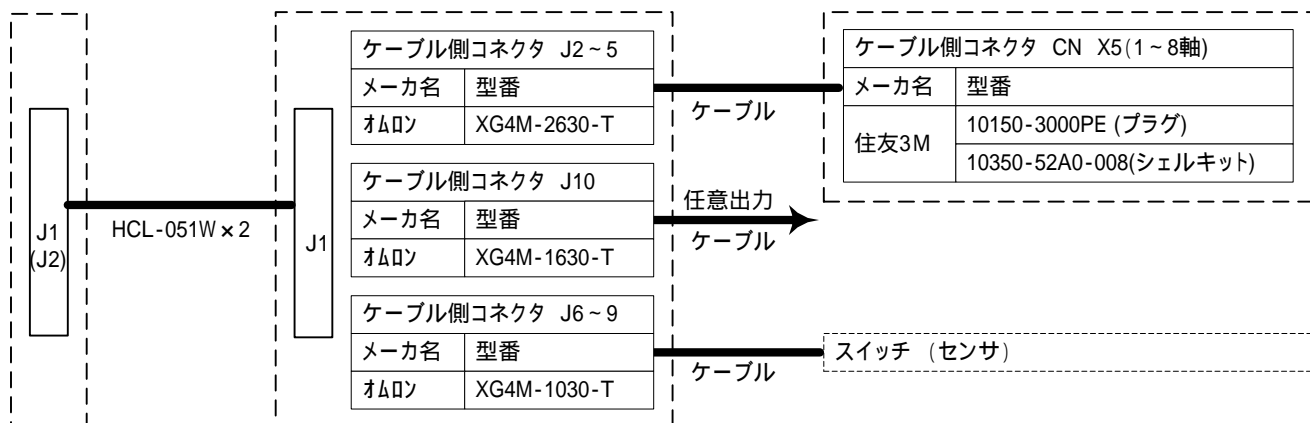 J1
(J2)
HCL-051W×2
J1
ケーブル側コネクタ J2~5
メーカ名 型番
オムロン XG4M-2630-T
ケーブル側コネクタ J10
メーカ名 型番
オムロン XG4M-1630-T
ケーブル側コネクタ J6~9
メーカ名 型番
オムロン XG4M-1030-T
ケーブル
任意出力
ケーブル
ケーブル
ケーブル側コネクタ CN X5(1~8軸)
メーカ名 型番
住友3M 10150-3000PE (プラグ)
10350-52A0-008(シェルキット)
スイッチ (センサ)